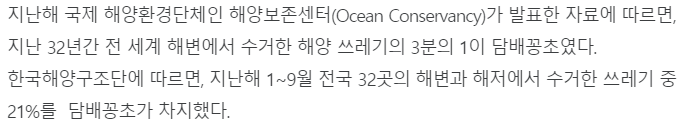 지난해 국제 해양환경단체인 해양보존센터(Ocean Conservancy)가 발표한 자료에 따르면,
지난 32년간 전 세계 해변에서 수거한 해양 쓰레기의 3분의 1이 담배꽁초였다.
한국해양구조단에 따르면, 지난해 1~9월 전국 32곳의 해변과 해저에서 수거한 쓰레기 중
21%를 담배꽁초가 차지했다.